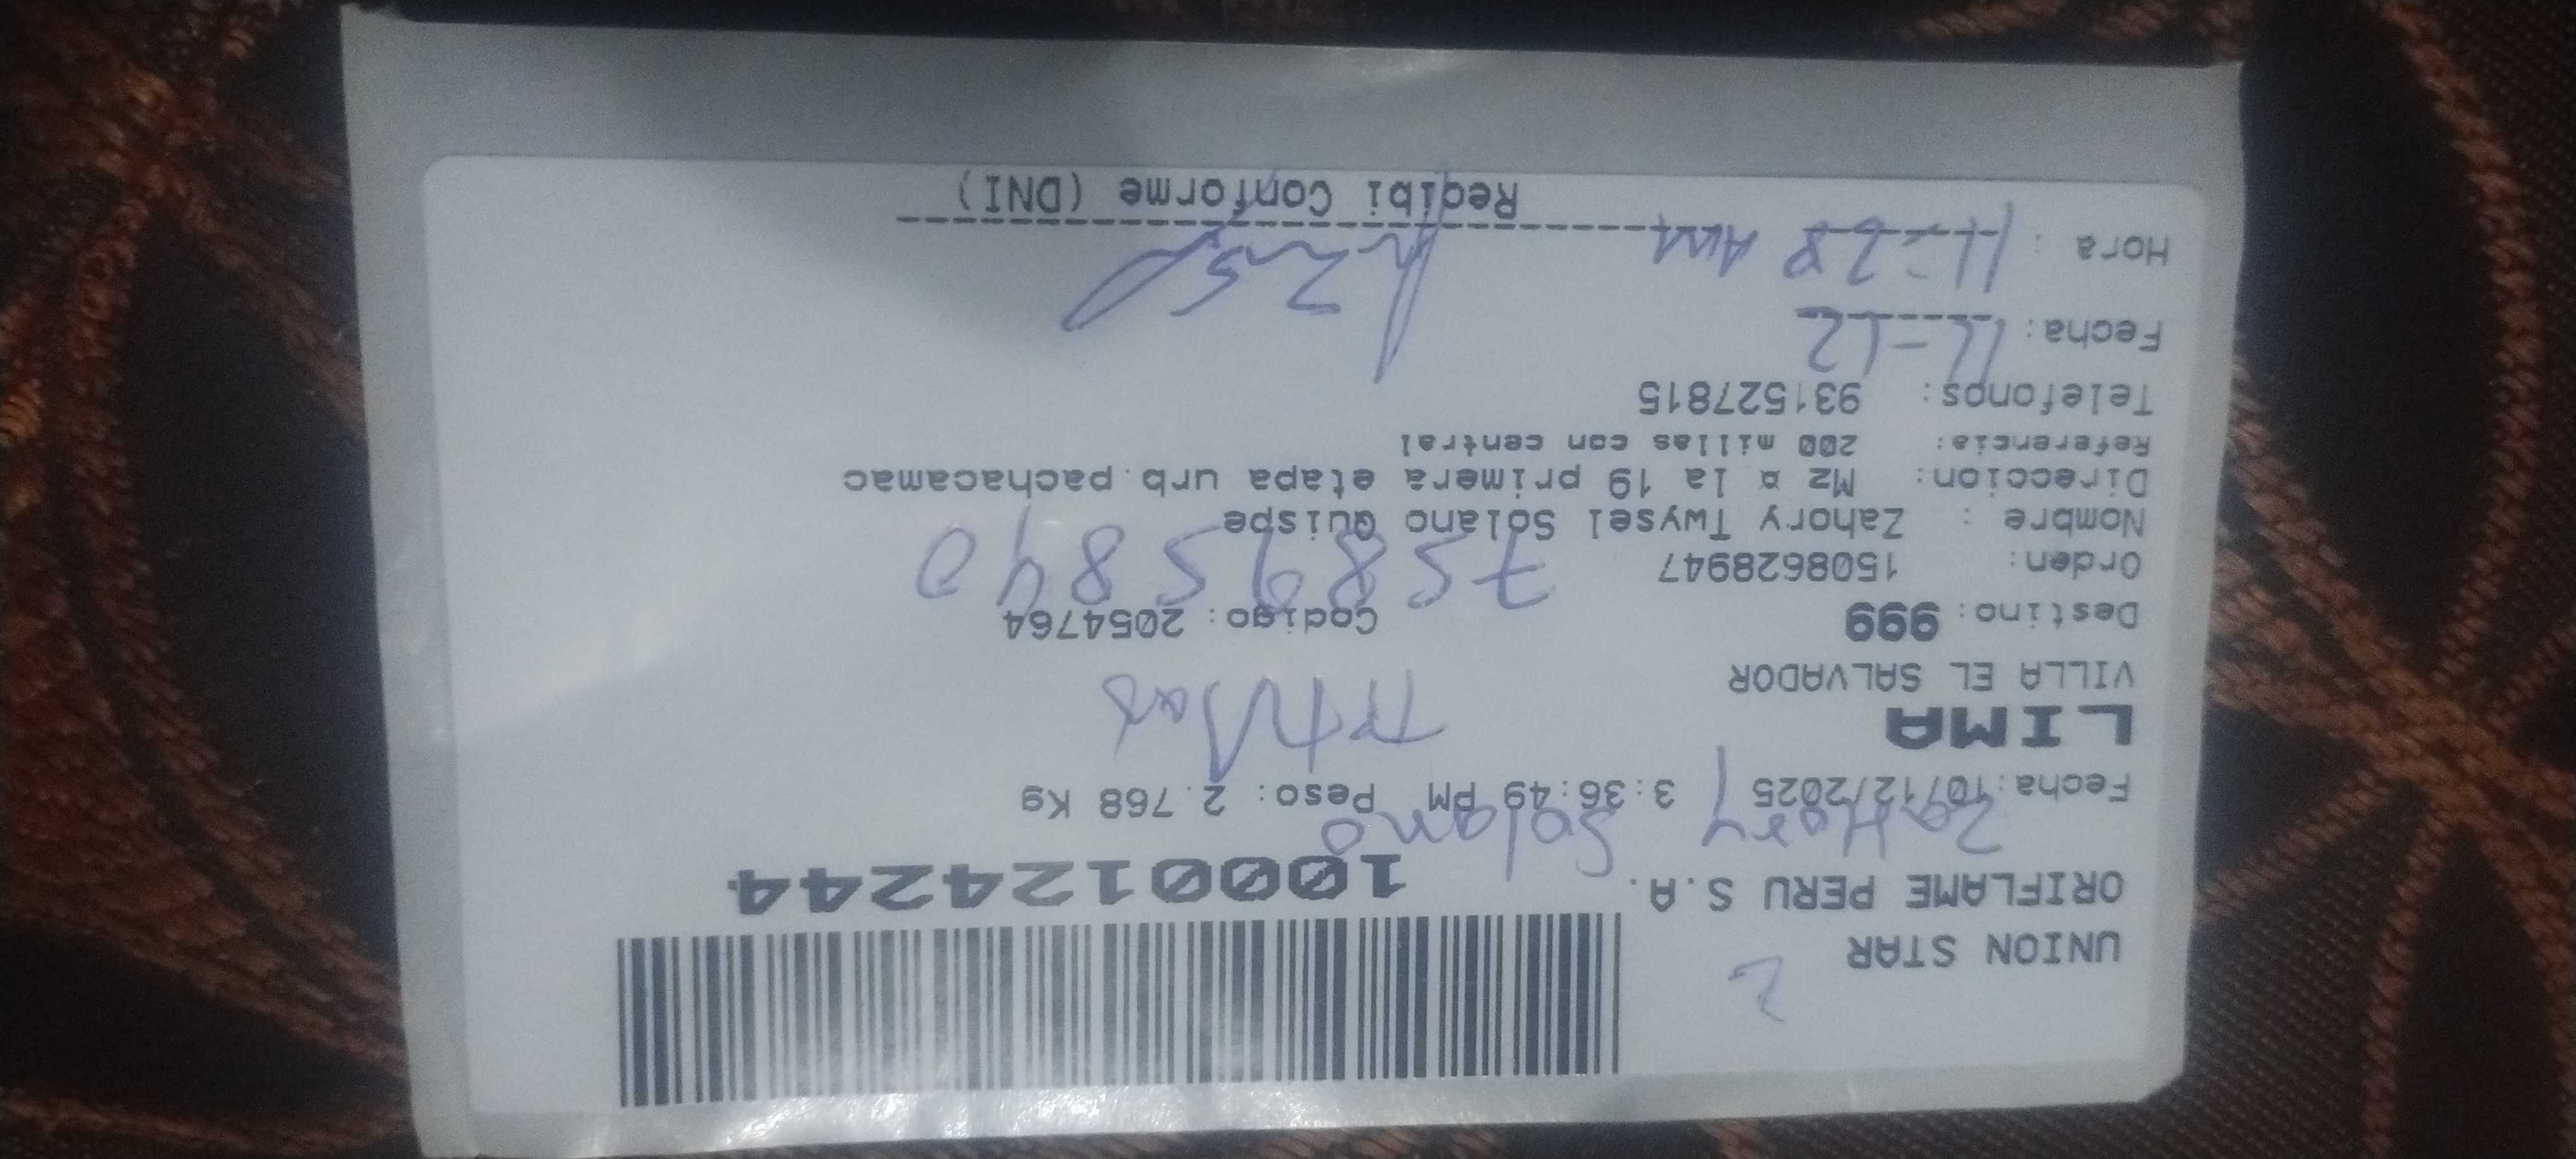 UNION STAR
2
ORIFLAME PERU S.A. 1000124244
Zahory Solano
Fecha:10/12/2025 3:36:49 PM Peso: 2.768 Kg
LIMA
VILLA EL SALVADOR
Destino: 999 Codigo: 2054764
Orden: 1508628947
Nombre : Zahory Twysel Solano Quispe
Direccion: Mz ¤ la 19 primera etapa urb.pachacamac
Referencia: 200 millas con central
Telefonos: 931527815
Fecha: 11-12
Hora : 11:28 AM
Recibi Conforme (DNI)